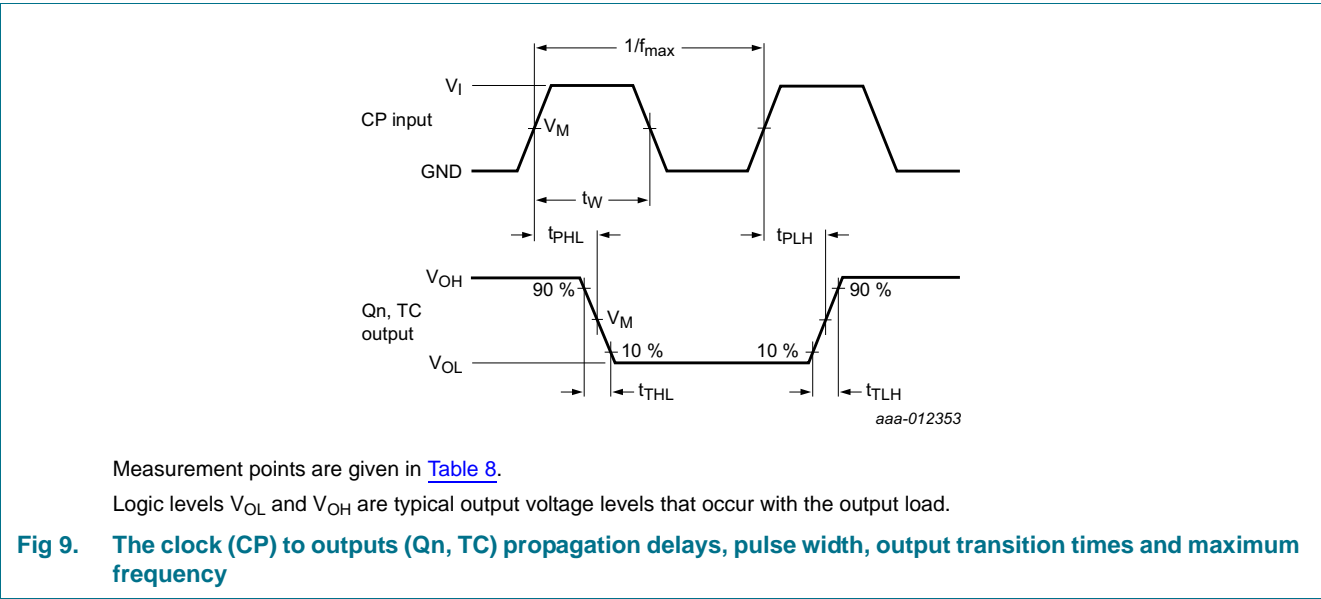 1/fmax
VI
CP input
VM
GND
tW
tPHL
tPLH
VOH
90 %
90 %
Qn, TC
output
VM
10 %
10 %
VOL
tTHL
tTLH
aaa-012353
Measurement points are given in Table 8.
Logic levels VOL and VOH are typical output voltage levels that occur with the output load.
Fig 9. The clock (CP) to outputs (Qn, TC) propagation delays, pulse width, output transition times and maximum
frequency